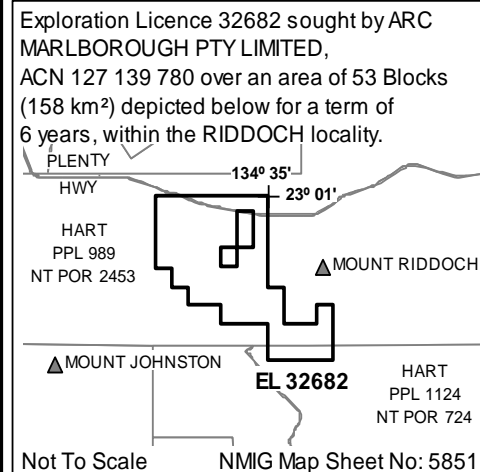 Exploration Licence 32682 sought by ARC
MARLBOROUGH PTY LIMITED,
ACN 127 139 780 over an area of 53 Blocks
(158 km²) depicted below for a term of
6 years, within the RIDDOCH locality.
PLENTY
HWY
134º 35'
23º 01'
HART
PPL 989
NT POR 2453
MOUNT RIDDOCH
MOUNT JOHNSTON
EL 32682
HART
PPL 1124
NT POR 724
Not To Scale
NMIG Map Sheet No: 5851